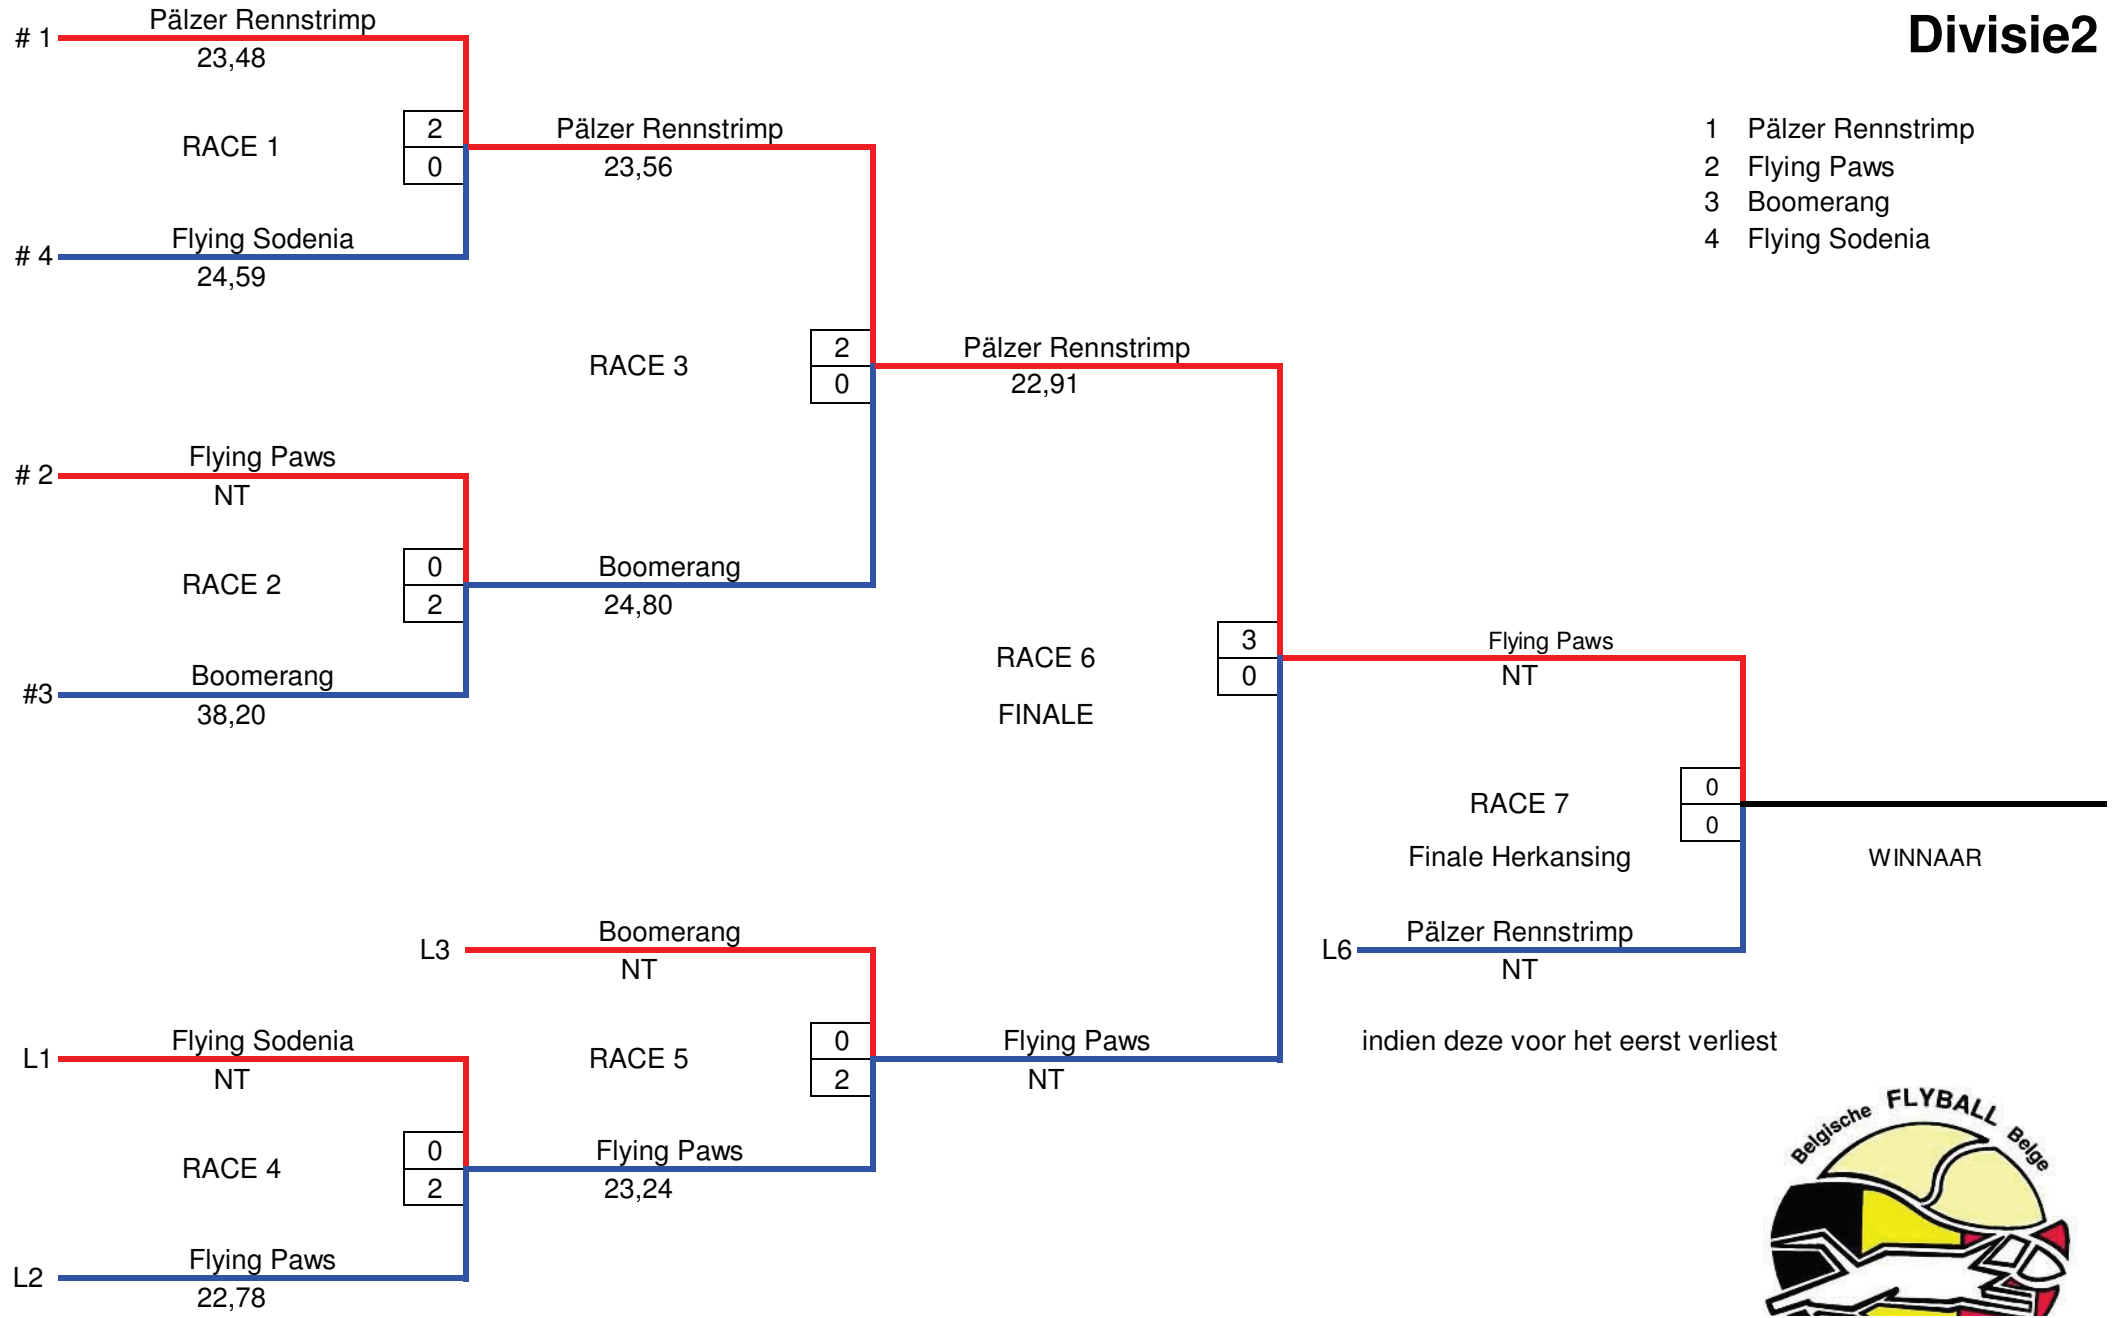 Divisie2
# 1
Pälzer Rennstrimp
23,48
RACE 1
2
0
# 4
Flying Sodenia
24,59
Pälzer Rennstrimp
23,56
1 Pälzer Rennstrimp
2 Flying Paws
3 Boomerang
4 Flying Sodenia
RACE 3
2
0
Pälzer Rennstrimp
22,91
# 2
Flying Paws
NT
RACE 2
0
2
#3
Boomerang
38,20
Boomerang
24,80
RACE 6
3
0
FINALE
Flying Paws
NT
RACE 7
0
0
Finale Herkansing
WINNAAR
L6
Pälzer Rennstrimp
NT
indien deze voor het eerst verliest
L3
Boomerang
NT
RACE 5
0
2
Flying Paws
NT
L1
Flying Sodenia
NT
RACE 4
0
2
Flying Paws
23,24
L2
Flying Paws
22,78
Belgische FLYBALL Belge